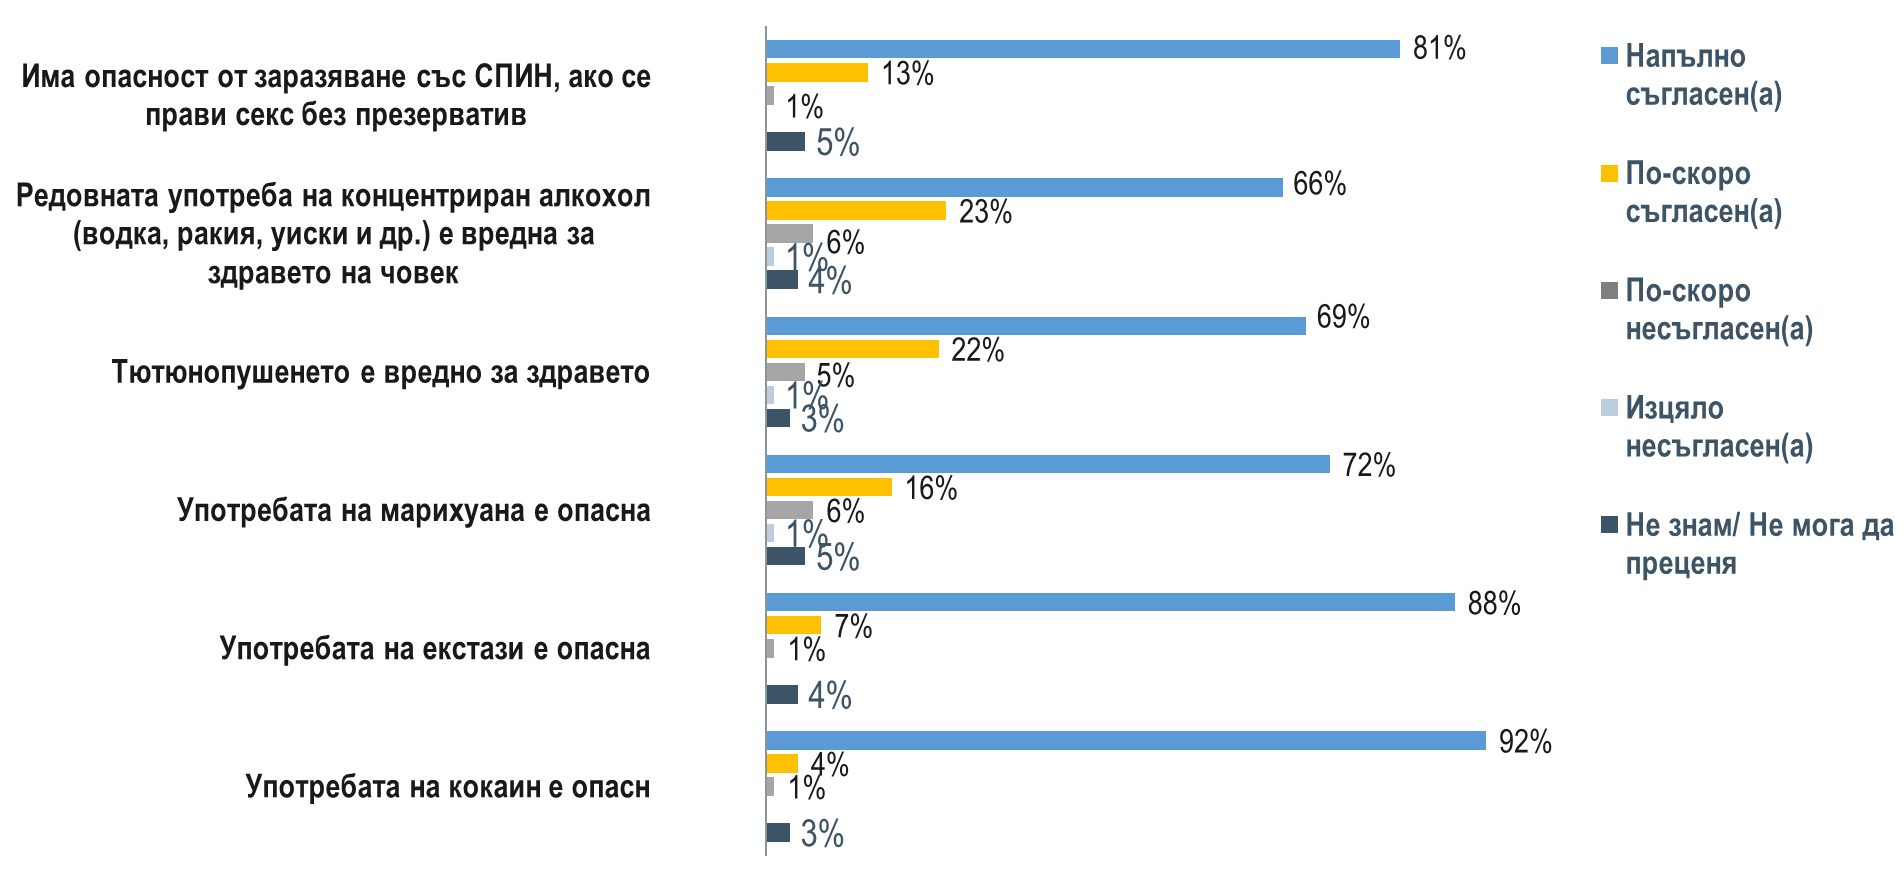 Има опасност от заразяване със СПИН, ако се
прави секс без презерватив
81%
13%
1%
5%
Редовната употреба на концентриран алкохол
(водка, ракия, уиски и др.) е вредна за
здравето на човек
66%
23%
6%
1%
4%
Тютюнопушенето е вредно за здравето
69%
22%
5%
1%
3%
Употребата на марихуана е опасна
72%
16%
6%
1%
5%
Употребата на екстази е опасна
88%
7%
1%
4%
Употребата на кокаин е опасн
92%
4%
1%
3%
Напълно
съгласен(а)
По-скоро
съгласен(а)
По-скоро
несъгласен(а)
Изцяло
несъгласен(а)
Не знам/ Не мога да
преценя